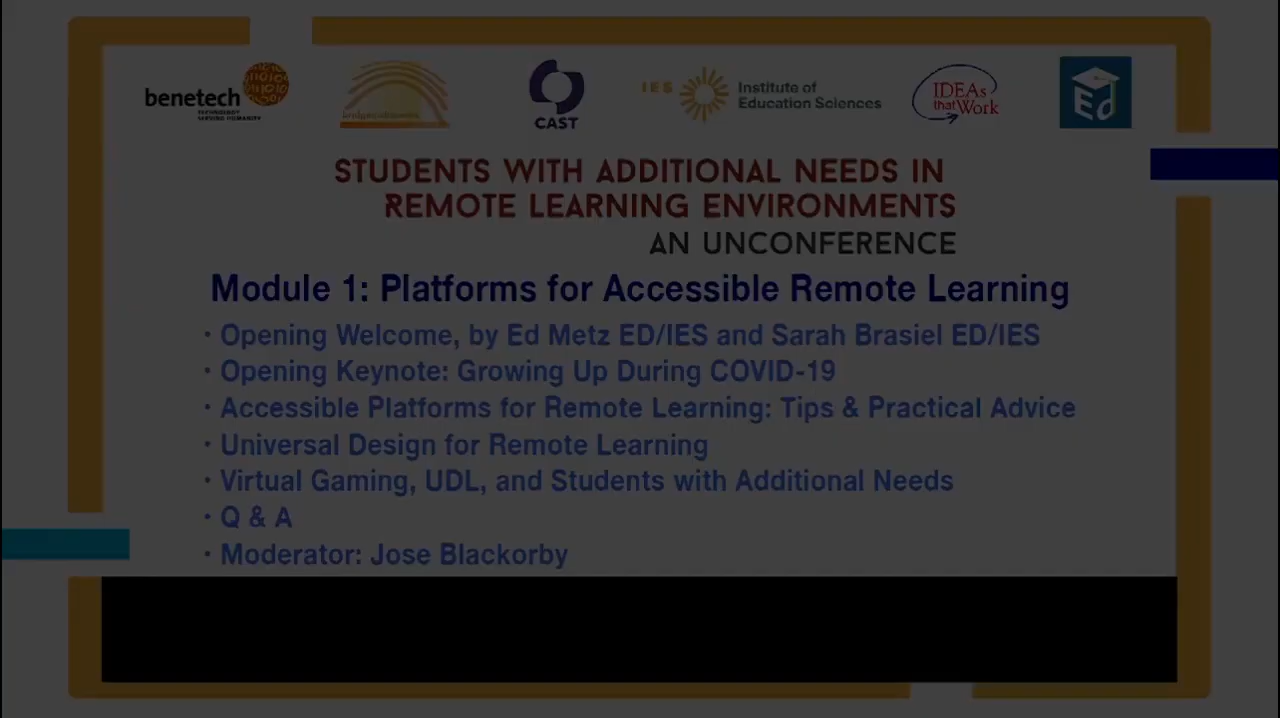 benetech
TECHNOLOGY
SERVING HUMANITY
CAST
IES Institute of
Education Sciences
IDEAs
that Work
Ed
STUDENTS WITH ADDITIONAL NEEDS IN
REMOTE LEARNING ENVIRONMENTS
AN UNCONFERENCE
Module 1: Platforms for Accessible Remote Learning
· Opening Welcome, by Ed Metz ED/IES and Sarah Brasiel ED/IES
· Opening Keynote: Growing Up During COVID-19
· Accessible Platforms for Remote Learning: Tips & Practical Advice
· Universal Design for Remote Learning
· Virtual Gaming, UDL, and Students with Additional Needs
· Q & A
· Moderator: Jose Blackorby